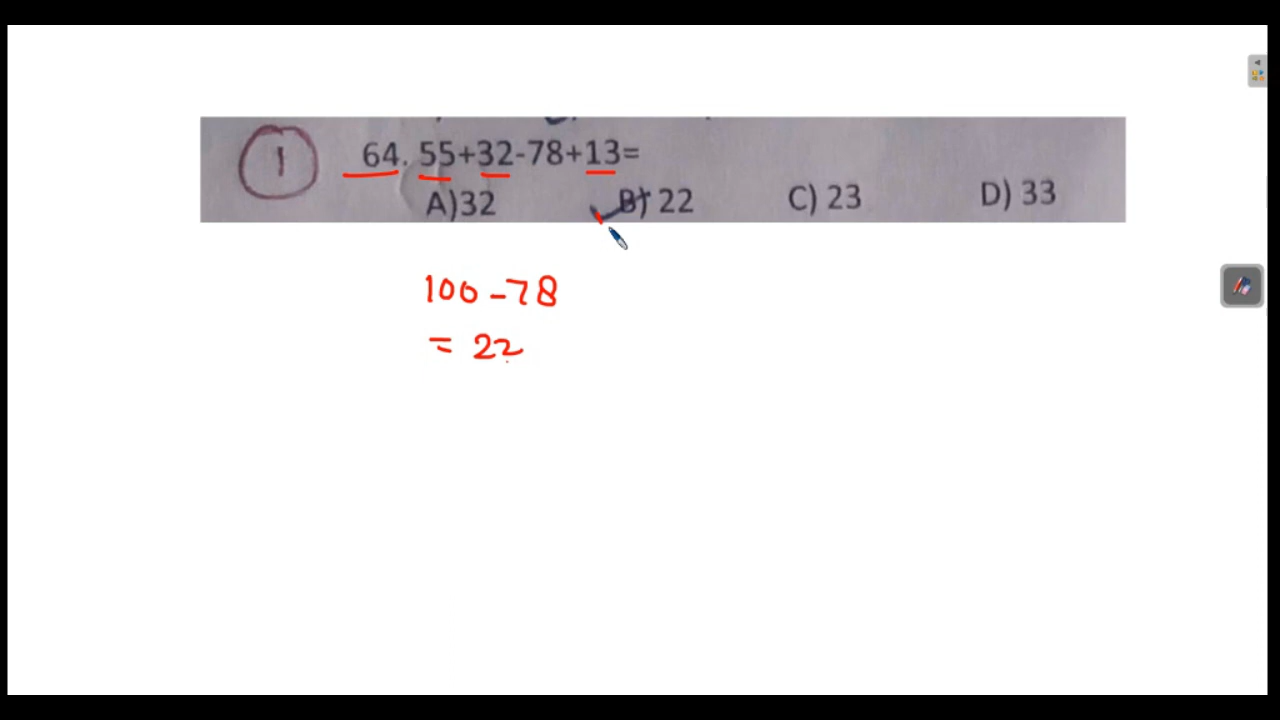 1
64. 55+32-78+13=
A)32 B) 22 C) 23 D) 33
100 - 78
= 22